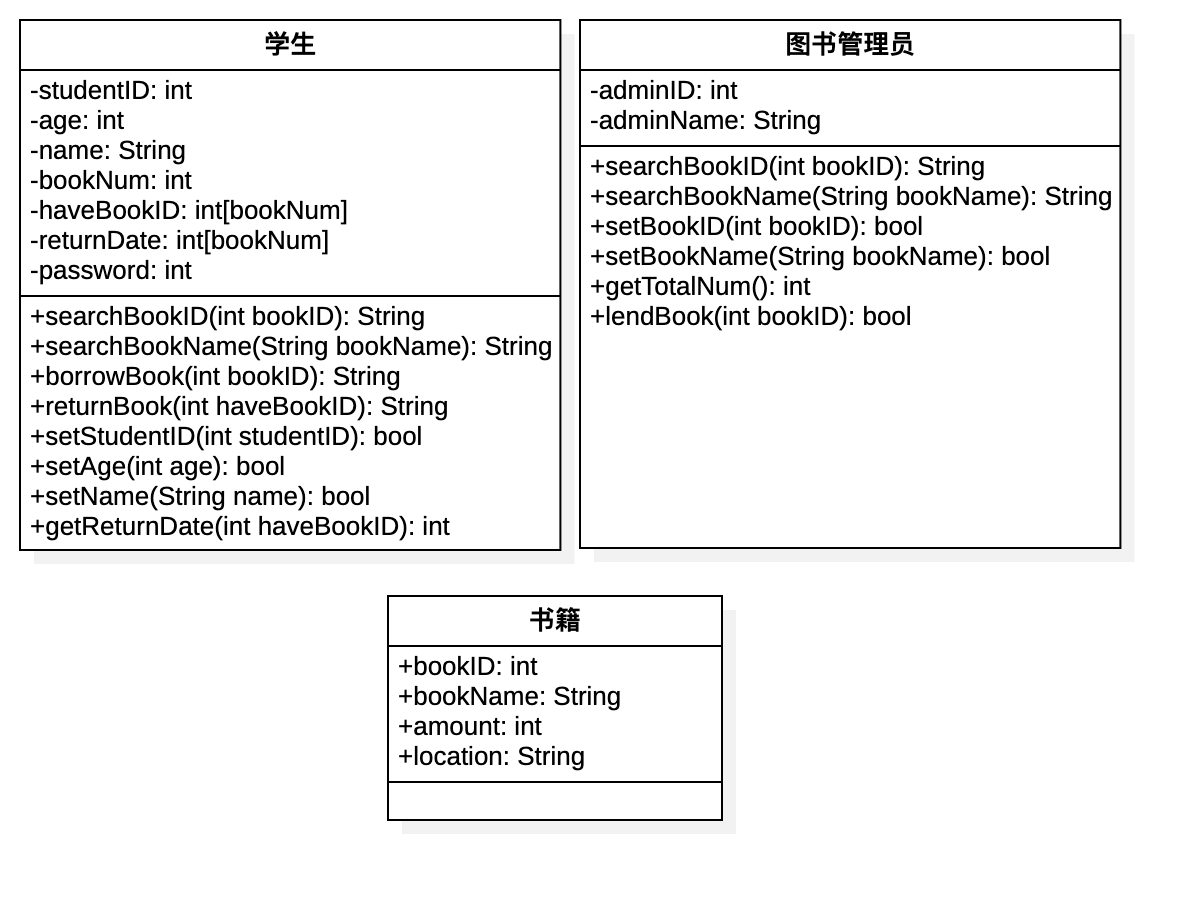 学生
-studentID: int
-age: int
-name: String
-bookNum: int
-haveBookID: int[bookNum]
-returnDate: int[bookNum]
-password: int
+searchBookID(int bookID): String
+searchBookName(String bookName): String
+borrowBook(int bookID): String
+returnBook(int haveBookID): String
+setStudentID(int studentID): bool
+setAge(int age): bool
+setName(String name): bool
+getReturnDate(int haveBookID): int
图书管理员
-adminID: int
-adminName: String
+searchBookID(int bookID): String
+searchBookName(String bookName): String
+setBookID(int bookID): bool
+setBookName(String bookName): bool
+getTotalNum(): int
+lendBook(int bookID): bool
书籍
+bookID: int
+bookName: String
+amount: int
+location: String